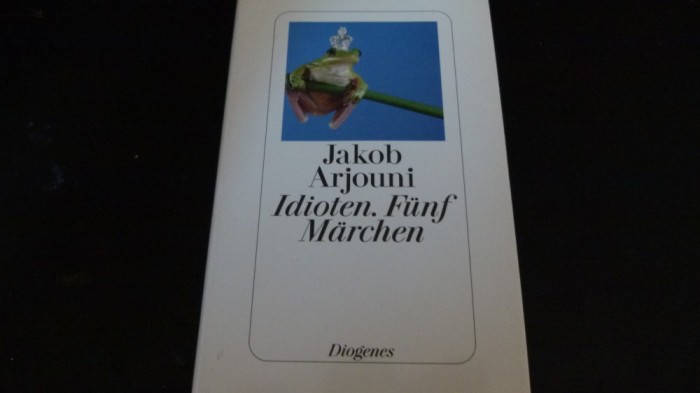 Jakob
Arjouni
Idioten. Fünf
Märchen
Diogenes